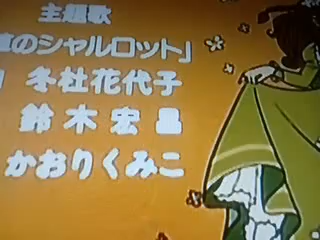 主題歌
のシャルロット」
冬杜花代子
鈴木宏昌
かおりくみこ